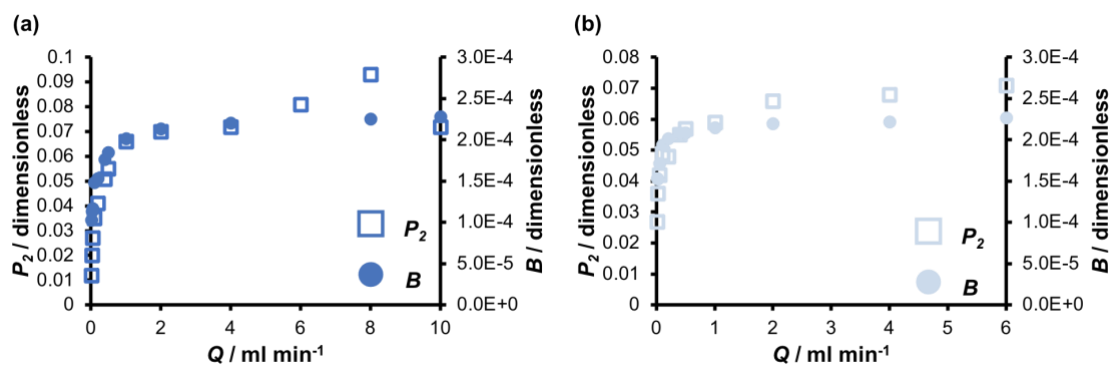 (a)
P2 / dimensionless
0.1
0.09
0.08
0.07
0.06
0.05
0.04
0.03
0.02
0.01
0
3.0E-4
2.5E-4
2.0E-4
1.5E-4
1.0E-4
5.0E-5
0.0E+0
B / dimensionless
P2
B
0 2 4 6 8 10
Q / ml min-1
(b)
P2 / dimensionless
0.08
0.07
0.06
0.05
0.04
0.03
0.02
0.01
0
3.0E-4
2.5E-4
2.0E-4
1.5E-4
1.0E-4
5.0E-5
0.0E+0
B / dimensionless
P2
B
0 1 2 3 4 5 6
Q / ml min-1